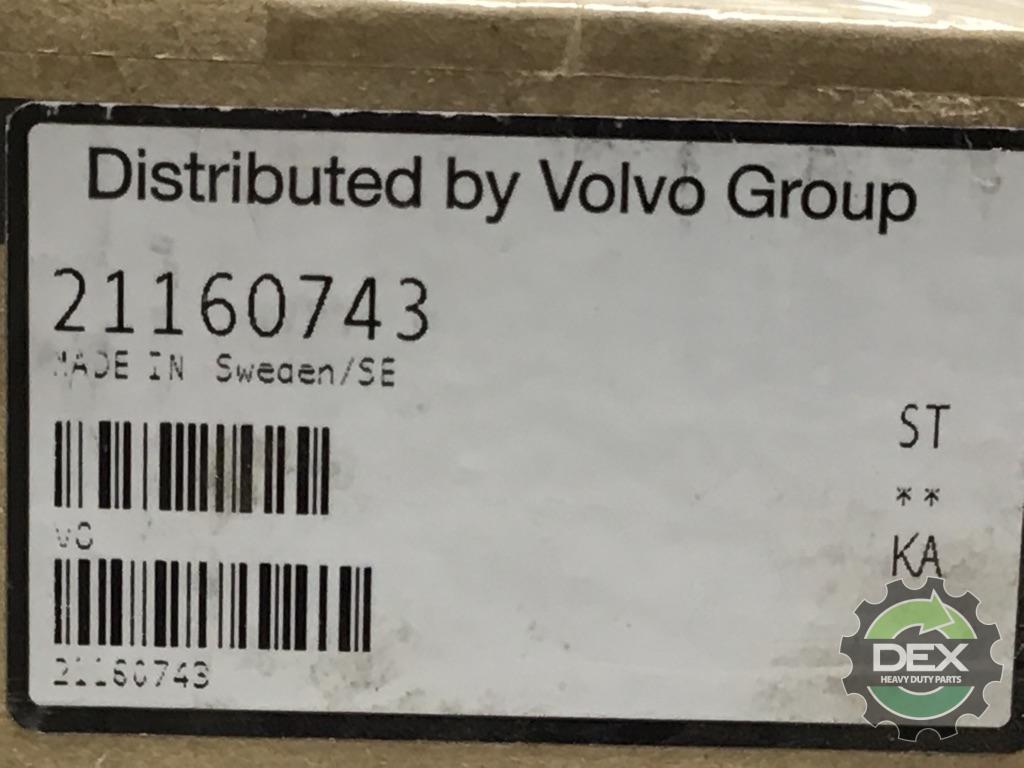 Distributed by Volvo Group
21160743
MADE IN Sweden/SE
ST
**
KA
VO
21160743
DEX
HEAVY DUTY PARTS